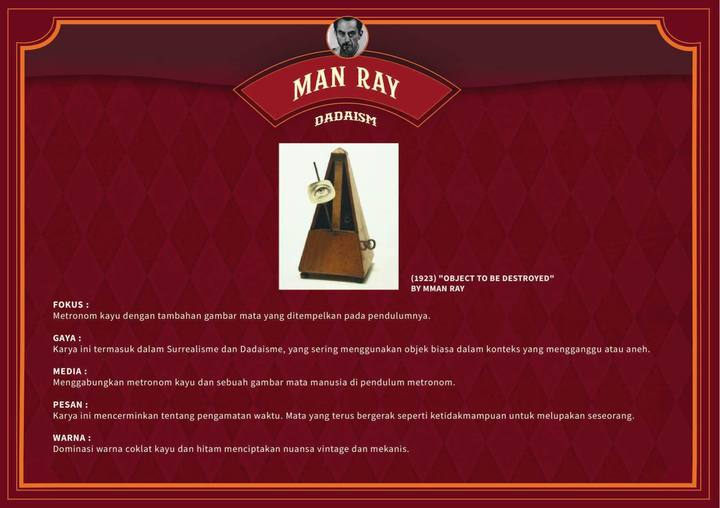 MAN RAY
DADAISM
(1923) "OBJECT TO BE DESTROYED"
BY MMAN RAY
FOKUS :
Metronom kayu dengan tambahan gambar mata yang ditempelkan pada pendulumnya.
GAYA :
Karya ini termasuk dalam Surrealisme dan Dadaisme, yang sering menggunakan objek biasa dalam konteks yang mengganggu atau aneh.
MEDIA :
Menggabungkan metronom kayu dan sebuah gambar mata manusia di pendulum metronom.
PESAN :
Karya ini mencerminkan tentang pengamatan waktu. Mata yang terus bergerak seperti ketidakmampuan untuk melupakan seseorang.
WARNA :
Dominasi warna coklat kayu dan hitam menciptakan nuansa vintage dan mekanis.